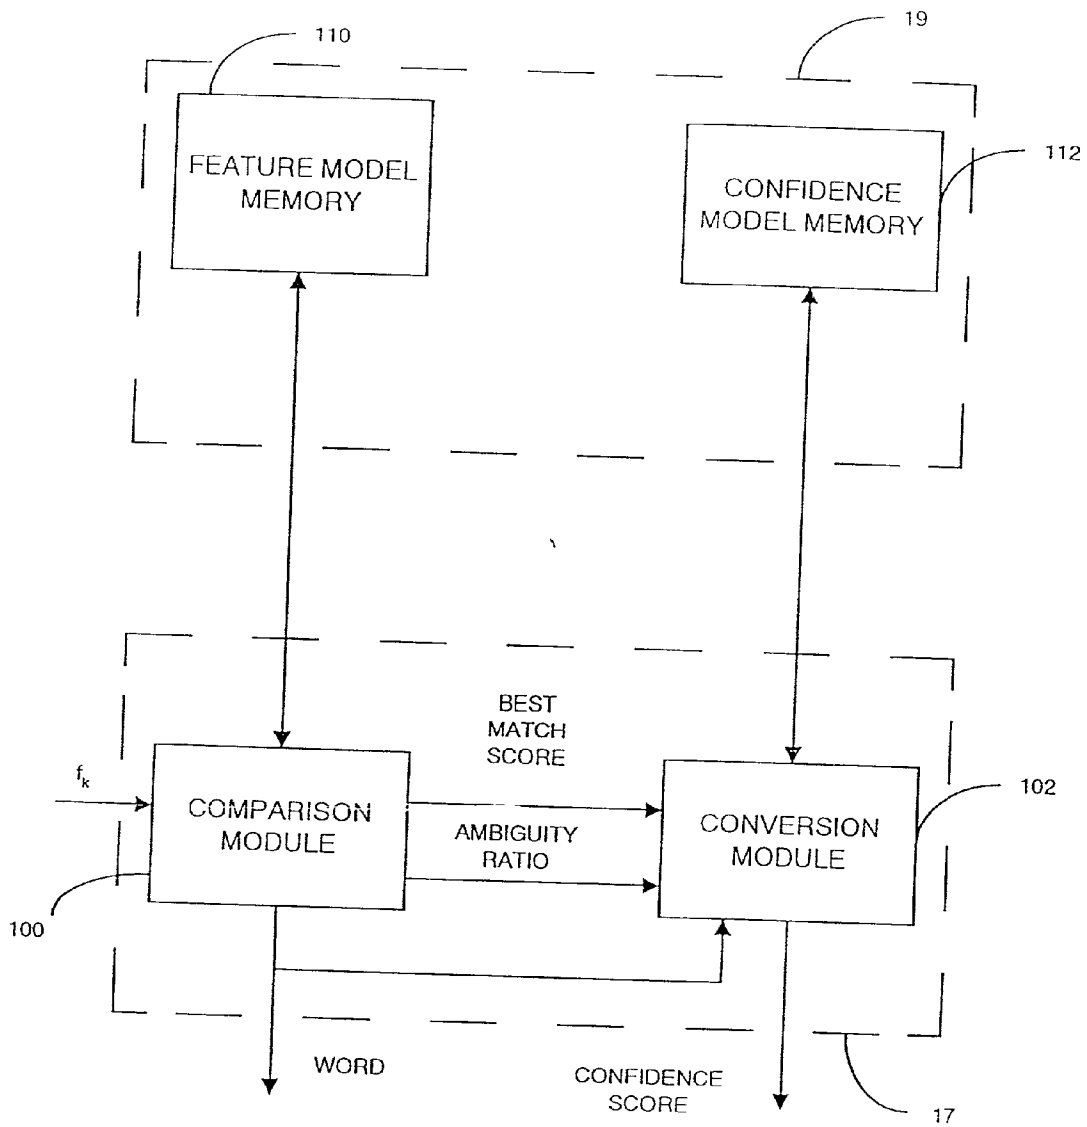 110
19
FEATURE MODEL
MEMORY
112
CONFIDENCE
MODEL MEMORY
BEST
MATCH
SCORE
fk
COMPARISON
MODULE
AMBIGUITY
RATIO
CONVERSION
MODULE
102
100
WORD
CONFIDENCE
SCORE
17